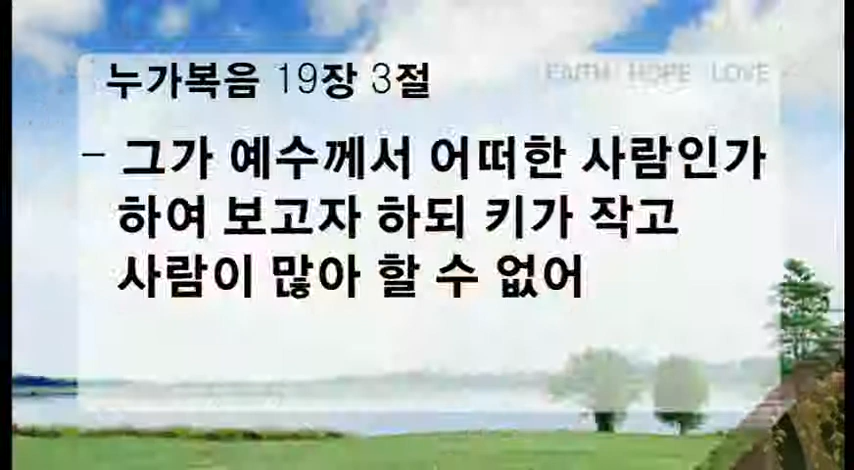 누가복음 19장 3절
FAITH HOPE LOVE
- 그가 예수께서 어떠한 사람인가
하여 보고자 하되 키가 작고
사람이 많아 할 수 없어